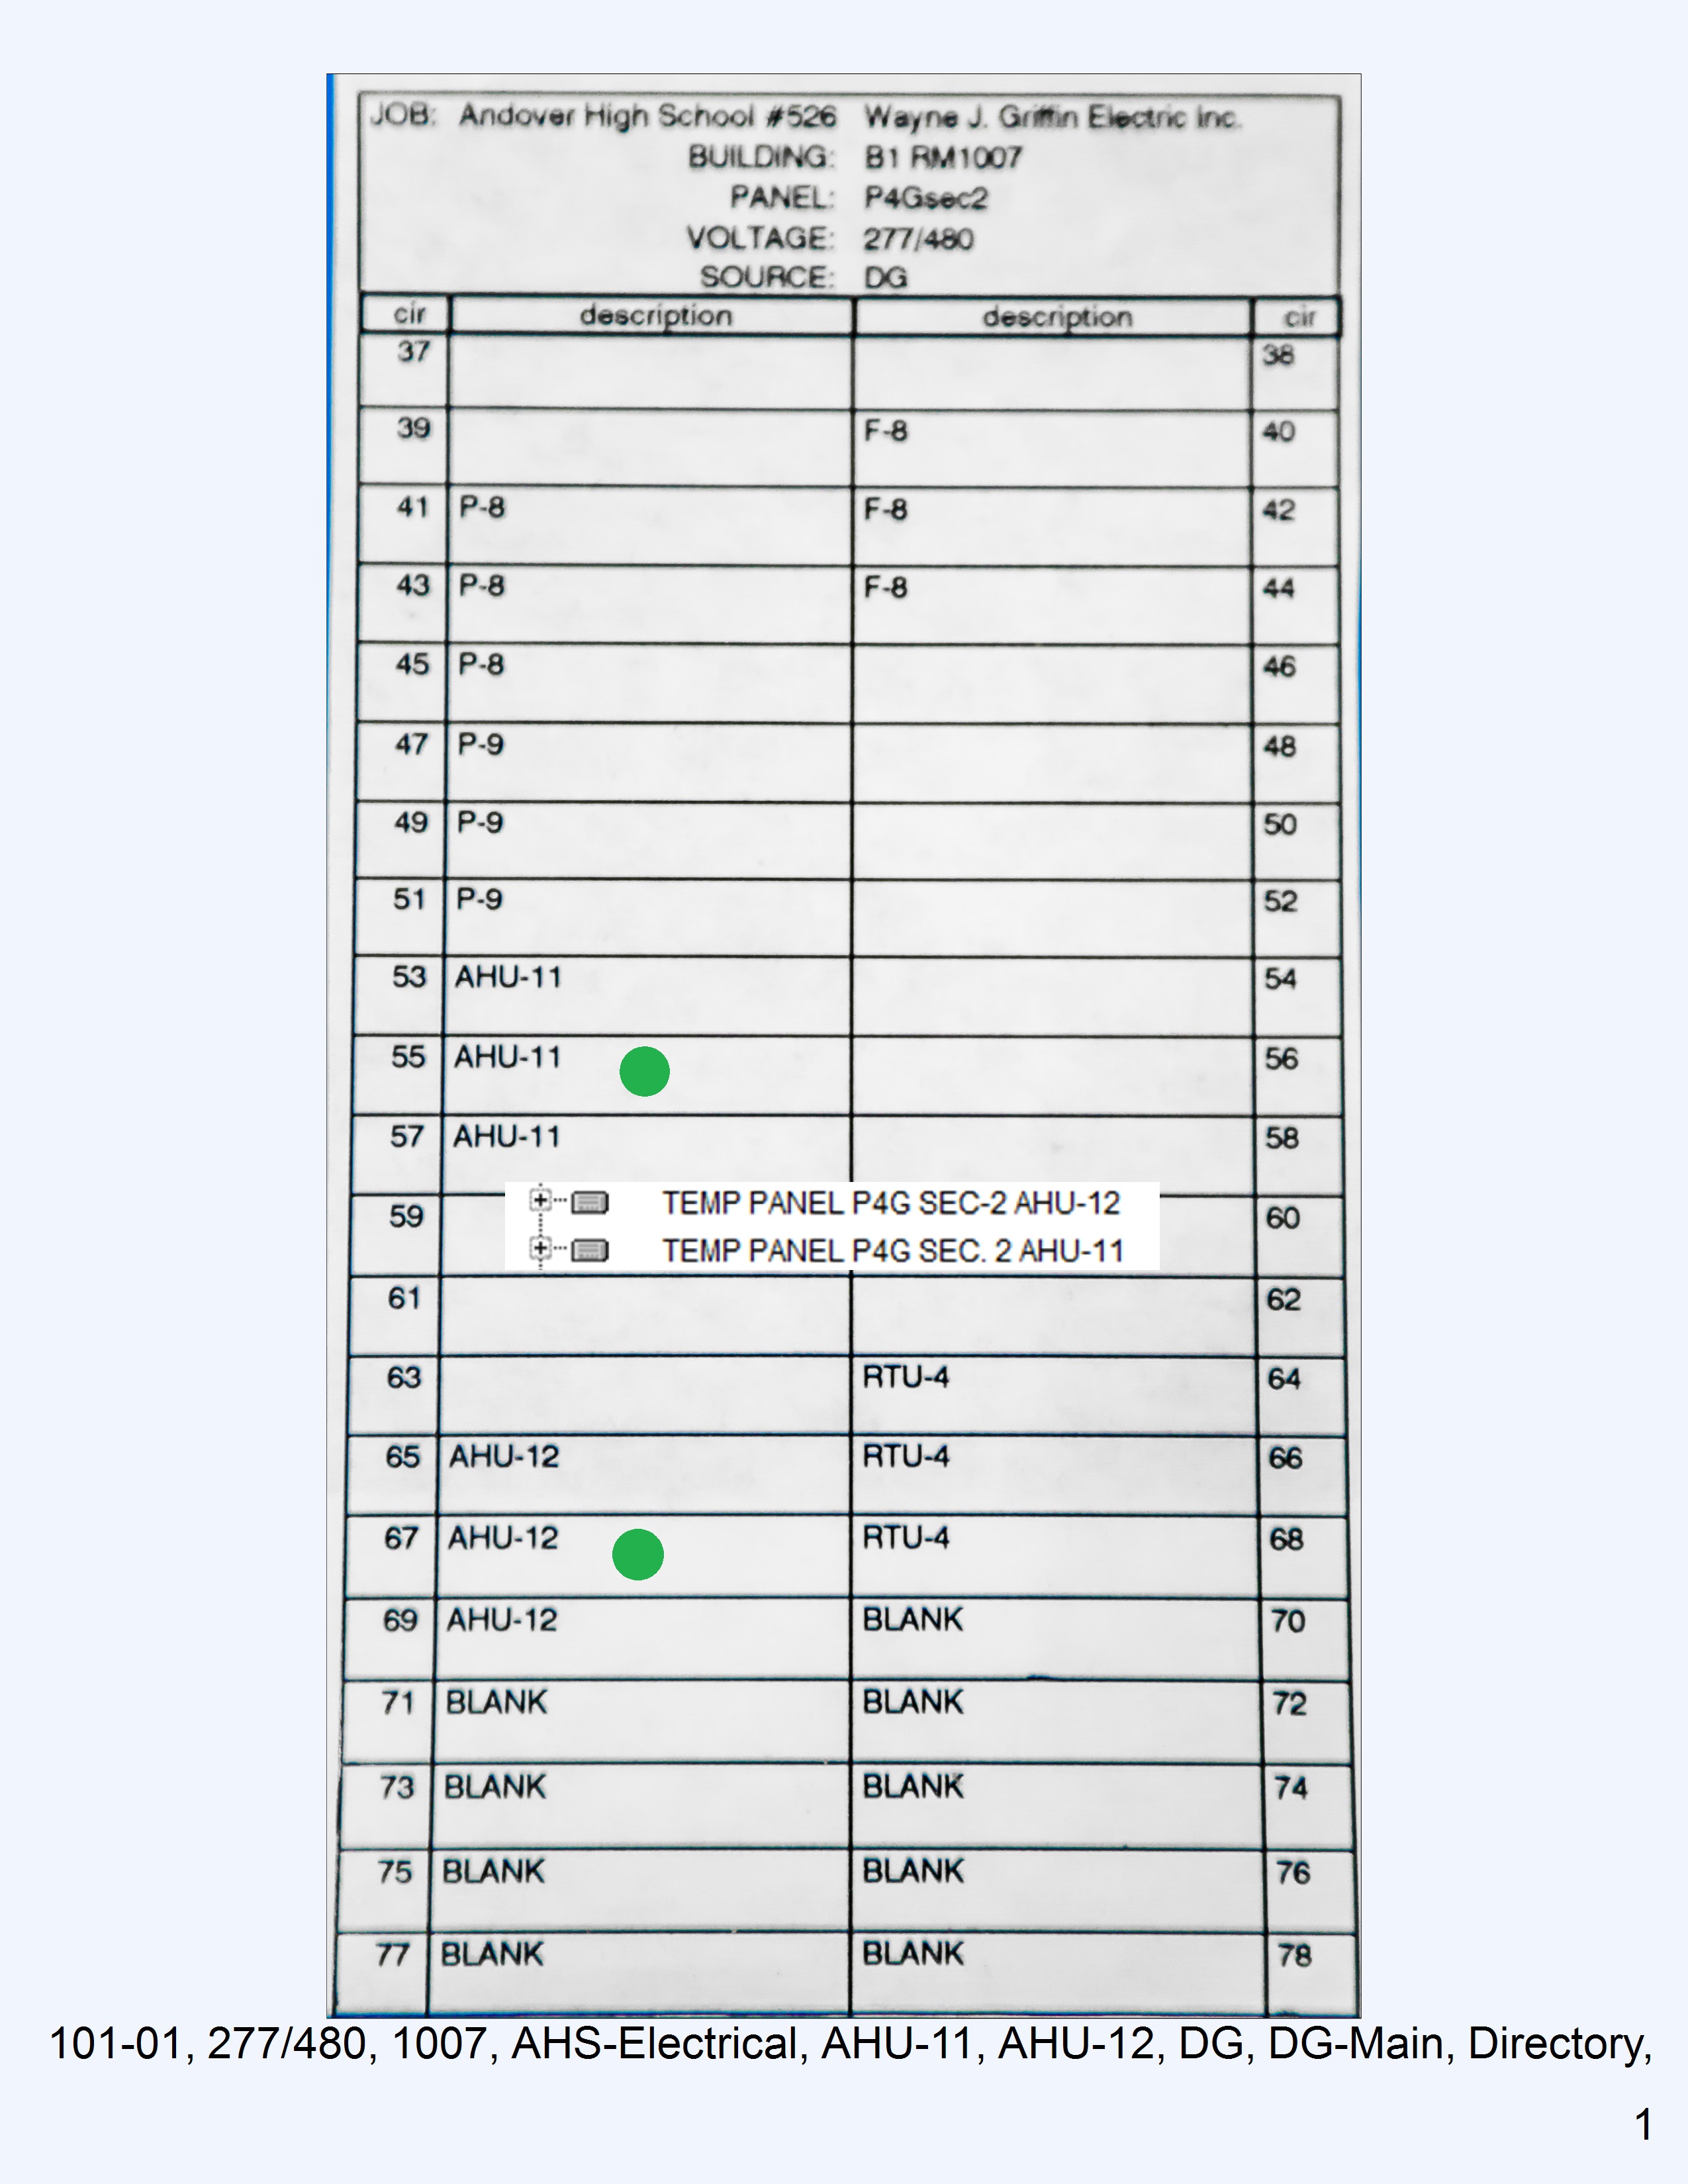 JOB: Andover High School #526 Wayne J. Griffin Electric Inc.
BUILDING: B1 RM1007
PANEL: P4Gsec2
VOLTAGE: 277/480
SOURCE: DG
cir description description cir
37 38
39 F-8 40
41 P-8 F-8 42
43 P-8 F-8 44
45 P-8 46
47 P-9 48
49 P-9 50
51 P-9 52
53 AHU-11 54
55 AHU-11 56
57 AHU-11 58
TEMP PANEL P4G SEC-2 AHU-12
59 60
TEMP PANEL P4G SEC. 2 AHU-11
61 62
63 RTU-4 64
65 AHU-12 RTU-4 66
67 AHU-12 RTU-4 68
69 AHU-12 BLANK 70
71 BLANK BLANK 72
73 BLANK BLANK 74
75 BLANK BLANK 76
77 BLANK BLANK 78
101-01, 277/480, 1007, AHS-Electrical, AHU-11, AHU-12, DG, DG-Main, Directory,
1